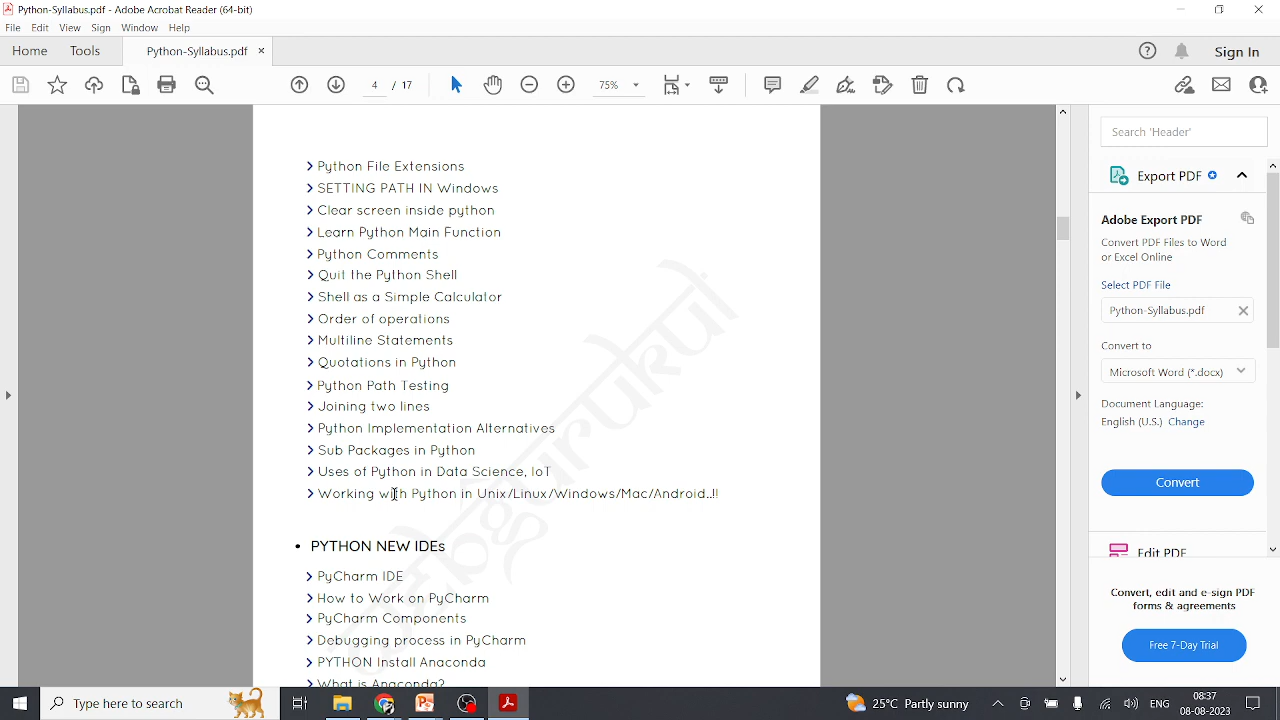 Python-Syllabus.pdf - Adobe Acrobat Reader (64-bit)
File Edit View Sign Window Help
Home Tools Python-Syllabus.pdf × Sign In
4 / 17 75%
Search 'Header'
Python File Extensions
SETTING PATH IN Windows
Clear screen inside python
Learn Python Main Function
Python Comments
Quit the Python Shell
Shell as a Simple Calculator
Order of operations
Multiline Statements
Quotations in Python
Python Path Testing
Joining two lines
Python Implementation Alternatives
Sub Packages in Python
Uses of Python in Data Science, IoT
Working with Python in Unix/Linux/Windows/Mac/Android..!!
• PYTHON NEW IDEs
PyCharm IDE
How to Work on PyCharm
PyCharm Components
Debugging process in PyCharm
PYTHON Install Anaconda
What is Anaconda?
Export PDF
Adobe Export PDF
Convert PDF Files to Word
or Excel Online
Select PDF File
Python-Syllabus.pdf
Convert to
Microsoft Word (*.docx)
Document Language:
English (U.S.) Change
Convert
Edit PDF
Convert, edit and e-sign PDF
forms & agreements
Free 7-Day Trial
Type here to search
25°C Partly sunny
ENG
08:37
08-08-2023